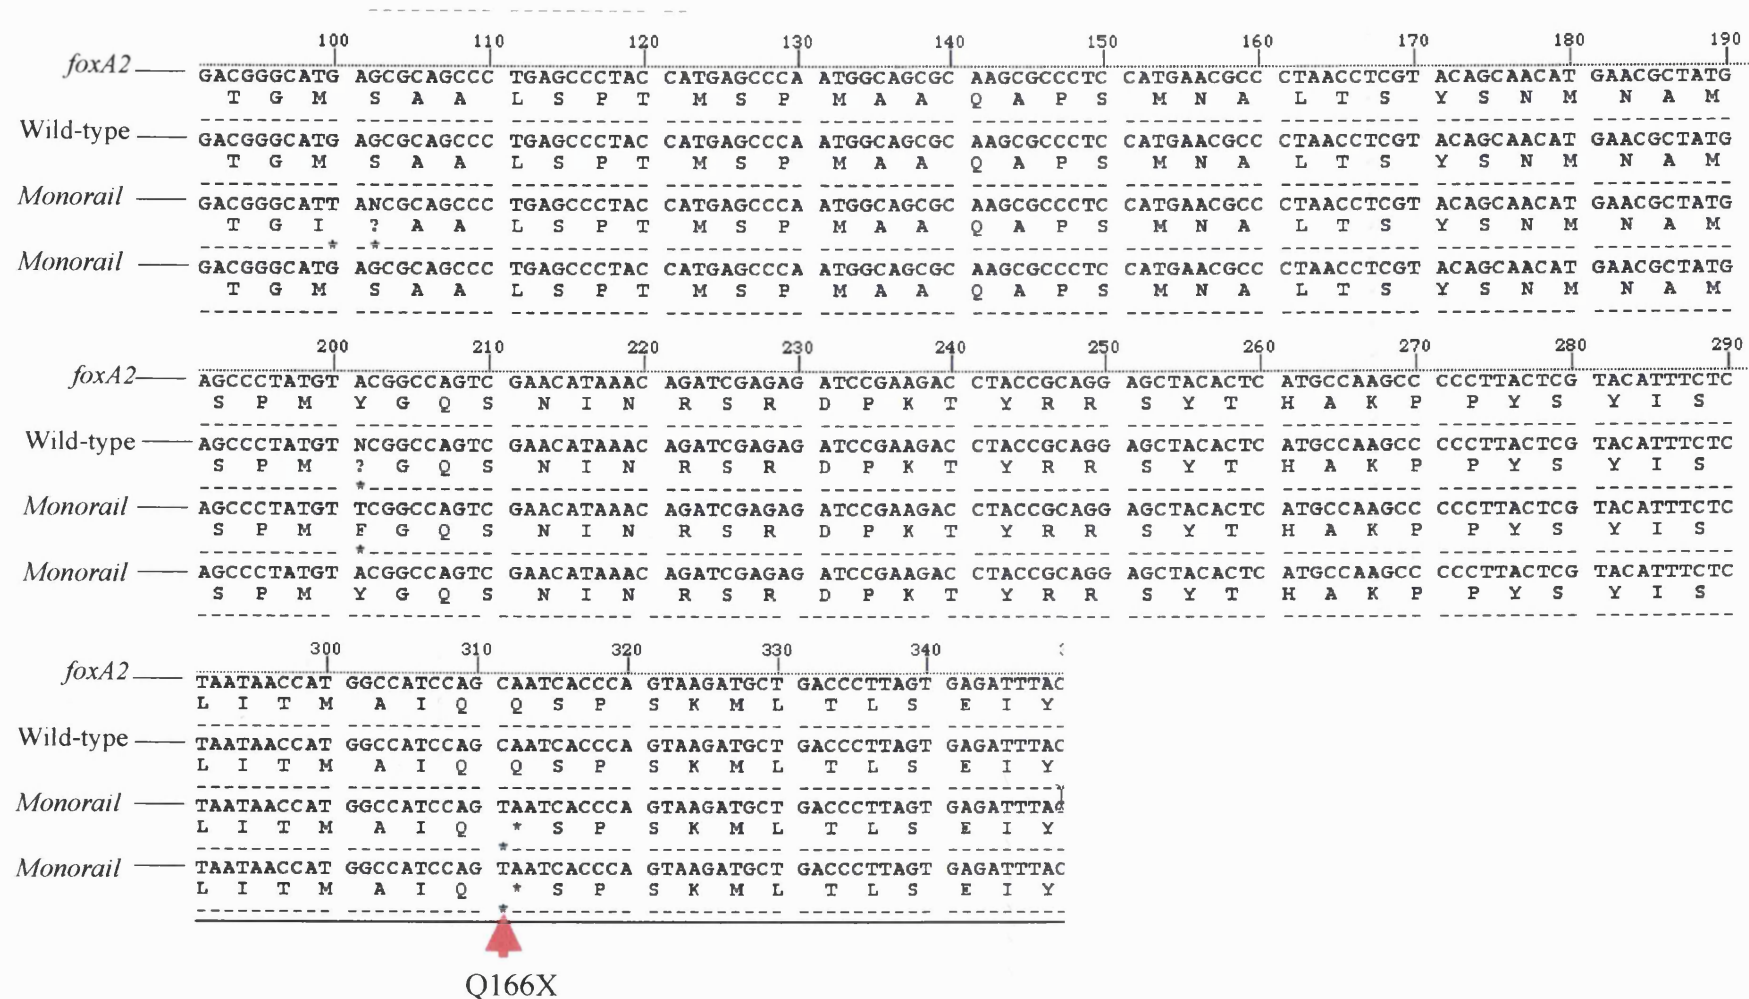 100 110 120 130 140 150 160 170 180 190
foxA2 GACGGGCATG AGCGCAGCCC TGAGCCCTAC CATGAGCCCA ATGGCAGCGC AAGCGCCCTC CATGAACGCC CTAACCTCGT ACAGCAACAT GAACGCTATG
T G M S A A L S P T M S P M A A Q A P S M N A L T S Y S N M N A M
Wild-type GACGGGCATG AGCGCAGCCC TGAGCCCTAC CATGAGCCCA ATGGCAGCGC AAGCGCCCTC CATGAACGCC CTAACCTCGT ACAGCAACAT GAACGCTATG
T G M S A A L S P T M S P M A A Q A P S M N A L T S Y S N M N A M
Monorail GACGGGCATT ANCGCAGCCC TGAGCCCTAC CATGAGCCCA ATGGCAGCGC AAGCGCCCTC CATGAACGCC CTAACCTCGT ACAGCAACAT GAACGCTATG
T G I ? A A L S P T M S P M A A Q A P S M N A L T S Y S N M N A M
* *
Monorail GACGGGCATG AGCGCAGCCC TGAGCCCTAC CATGAGCCCA ATGGCAGCGC AAGCGCCCTC CATGAACGCC CTAACCTCGT ACAGCAACAT GAACGCTATG
T G M S A A L S P T M S P M A A Q A P S M N A L T S Y S N M N A M
200 210 220 230 240 250 260 270 280 290
foxA2 AGCCCTATGT ACGGCCAGTC GAACATAAAC AGATCGAGAG ATCCGAAGAC CTACCGCAGG AGCTACACTC ATGCCAAGCC CCCTTACTCG TACATTTCTC
S P M Y G Q S N I N R S R D P K T Y R R S Y T H A K P P Y S Y I S
Wild-type AGCCCTATGT NCGGCCAGTC GAACATAAAC AGATCGAGAG ATCCGAAGAC CTACCGCAGG AGCTACACTC ATGCCAAGCC CCCTTACTCG TACATTTCTC
S P M ? G Q S N I N R S R D P K T Y R R S Y T H A K P P Y S Y I S
*
Monorail AGCCCTATGT TCGGCCAGTC GAACATAAAC AGATCGAGAG ATCCGAAGAC CTACCGCAGG AGCTACACTC ATGCCAAGCC CCCTTACTCG TACATTTCTC
S P M F G Q S N I N R S R D P K T Y R R S Y T H A K P P Y S Y I S
*
Monorail AGCCCTATGT ACGGCCAGTC GAACATAAAC AGATCGAGAG ATCCGAAGAC CTACCGCAGG AGCTACACTC ATGCCAAGCC CCCTTACTCG TACATTTCTC
S P M Y G Q S N I N R S R D P K T Y R R S Y T H A K P P Y S Y I S
300 310 320 330 340
foxA2 TAATAACCAT GGCCATCCAG CAATCACCCA GTAAGATGCT GACCCTTAGT GAGATTTAC
L I T M A I Q Q S P S K M L T L S E I Y
Wild-type TAATAACCAT GGCCATCCAG CAATCACCCA GTAAGATGCT GACCCTTAGT GAGATTTAC
L I T M A I Q Q S P S K M L T L S E I Y
Monorail TAATAACCAT GGCCATCCAG TAATCACCCA GTAAGATGCT GACCCTTAGT GAGATTTA
L I T M A I Q * S P S K M L T L S E I Y
*
Monorail TAATAACCAT GGCCATCCAG TAATCACCCA GTAAGATGCT GACCCTTAGT GAGATTTAC
L I T M A I Q * S P S K M L T L S E I Y
*
Q166X